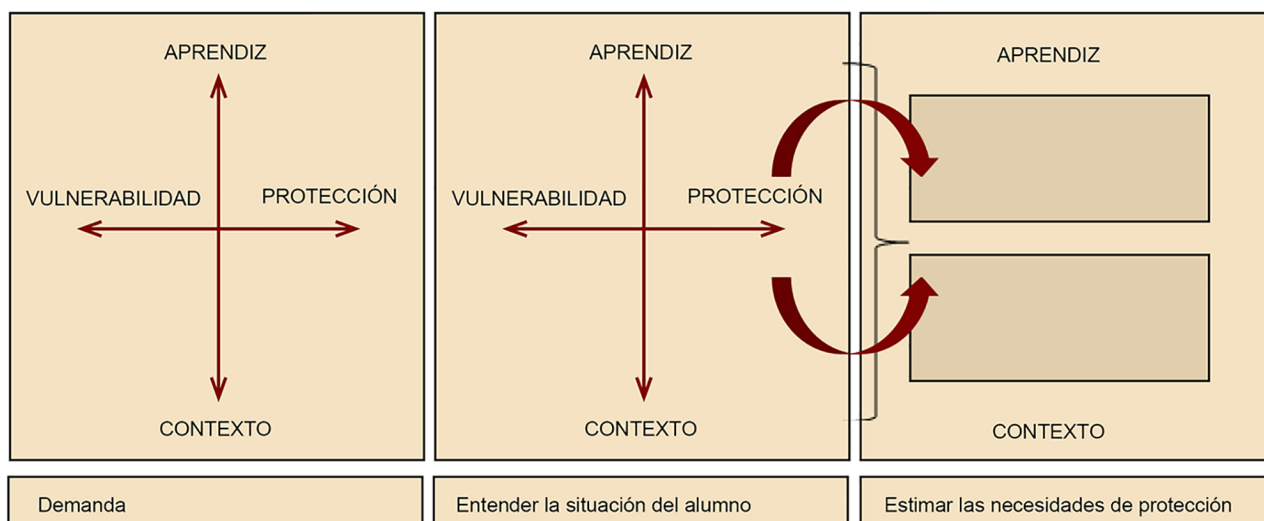 APRENDIZ
VULNERABILIDAD
PROTECCIÓN
CONTEXTO
APRENDIZ
VULNERABILIDAD
PROTECCIÓN
CONTEXTO
APRENDIZ
CONTEXTO
Demanda
Entender la situación del alumno
Estimar las necesidades de protección